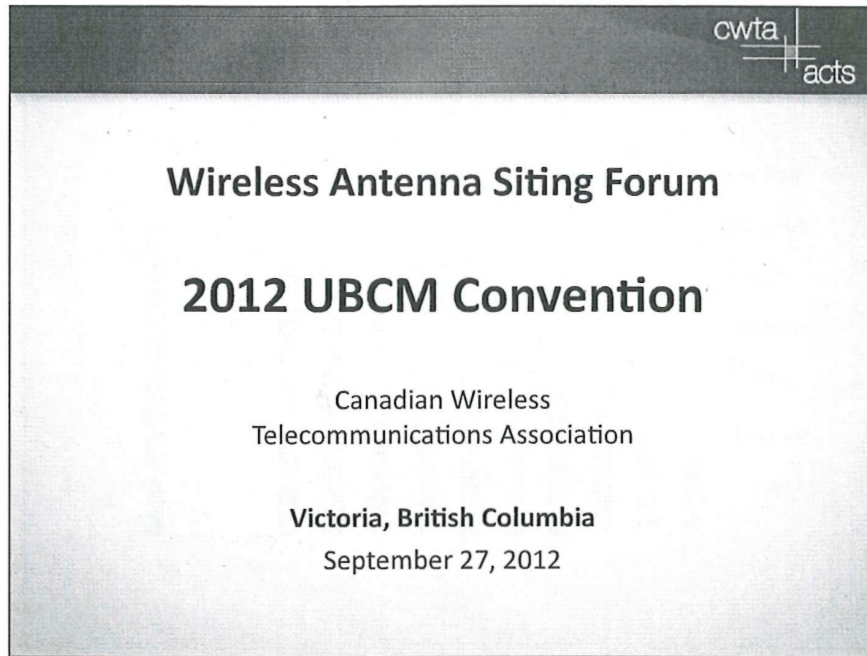 cwta
acts
Wireless Antenna Siting Forum
2012 UBCM Convention
Canadian Wireless
Telecommunications Association
Victoria, British Columbia
September 27, 2012